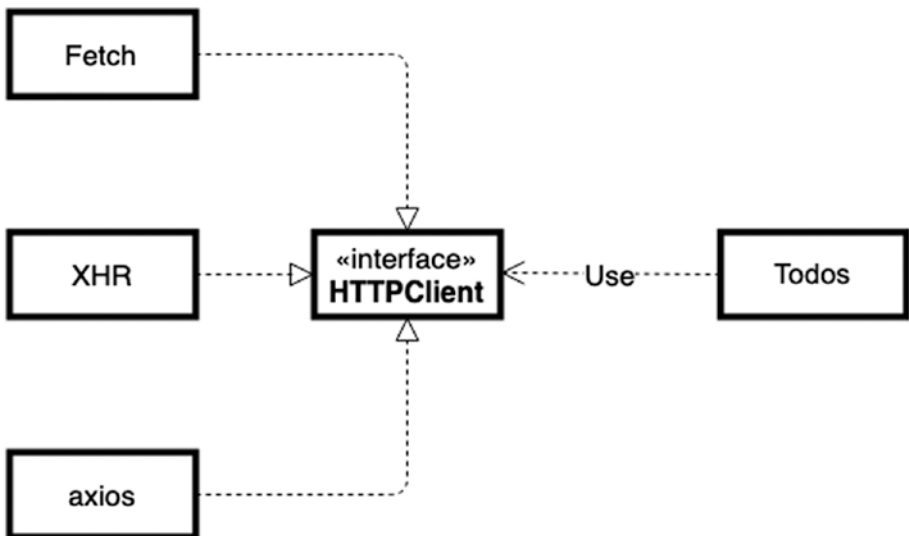 Fetch
XHR
«interface»
HTTPClient
Use
Todos
axios